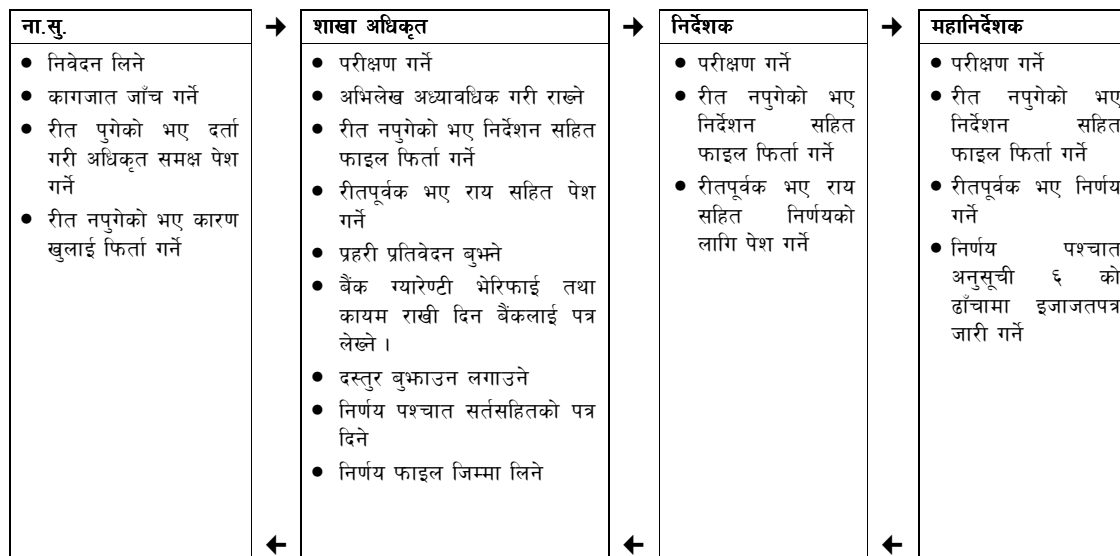 ना.सु.
निवेदन लिने
कागजात जाँच गर्ने
रीत पुगेको भए दर्ता
गरी अधिकृत समक्ष पेश
गर्ने
रीत नपुगेको भए कारण
खुलाई फिर्ता गर्ने
शाखा अधिकृत
परीक्षण गर्ने
अभिलेख अध्यावधिक गरी राख्ने
रीत नपुगेको भए निर्देशन सहित
फाइल फिर्ता गर्ने
रीतपूर्वक भए राय सहित पेश
गर्ने
प्रहरी प्रतिवेदन बुझ्ने
बैंक ग्यारेण्टी भेरिफाई तथा
कायम राखी दिन बैंकलाई पत्र
लेख्ने ।
दस्तुर बुझाउन लगाउने
निर्णय पश्चात सर्तसहितको पत्र
दिने
निर्णय फाइल जिम्मा लिने
निर्देशक
परीक्षण गर्ने
रीत नपुगेको भए
निर्देशन सहित
फाइल फिर्ता गर्ने
रीतपूर्वक भए राय
सहित निर्णयको
लागि पेश गर्ने
महानिर्देशक
परीक्षण गर्ने
रीत नपुगेको भए
निर्देशन सहित
फाइल फिर्ता गर्ने
रीतपूर्वक भए निर्णय
गर्ने
निर्णय पश्चात
अनुसूची ६ को
ढाँचामा इजाजतपत्र
जारी गर्ने